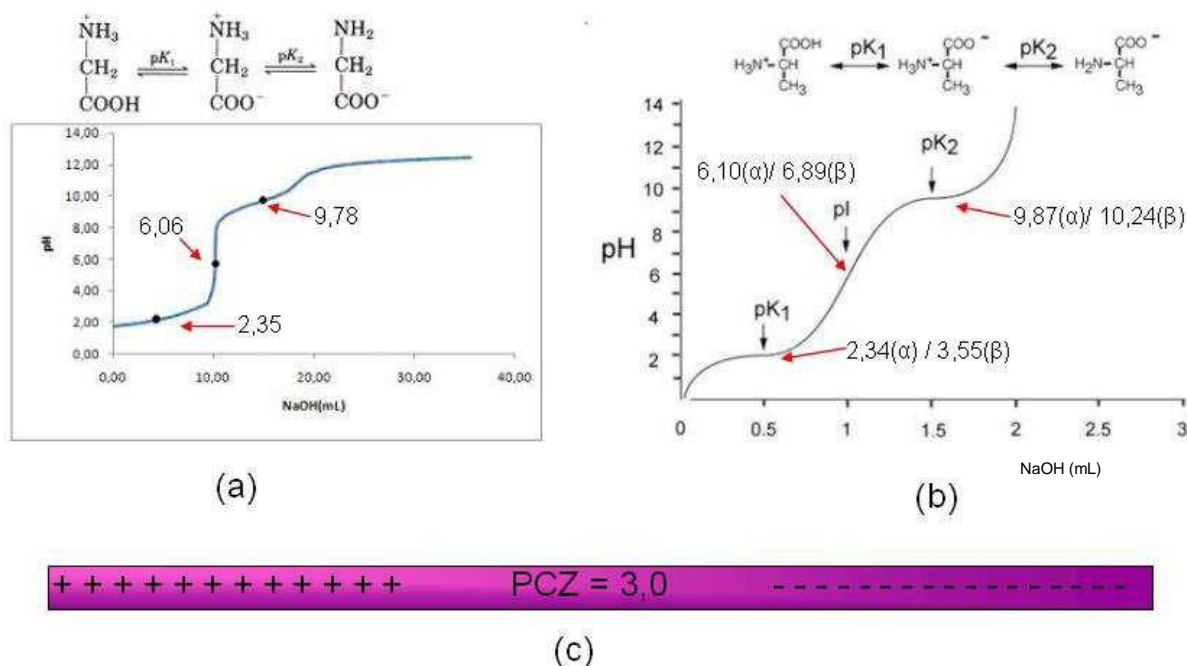 ⁺NH₃ ⁺NH₃ NH₂
pK₁ pK₂
CH₂ CH₂ CH₂
COOH COO⁻ COO⁻
14,00
12,00
10,00
8,00
6,00
4,00
2,00
0,00
pH
6,06
9,78
2,35
0,00 10,00 20,00 30,00 40,00
NaOH(mL)
(a)
COOH pK₁ COO⁻ pK₂ COO⁻
H₃N⁺-CH H₃N⁺-CH H₂N-CH
CH₃ CH₃ CH₃
14
12
10
8
6
4
2
pH
6,10(α)/ 6,89(β)
pK₂
pI
9,87(α)/ 10,24(β)
pK₁
2,34(α) / 3,55(β)
0 0.5 1 1.5 2 2.5 3
NaOH (mL)
(b)
+ + + + + + + + + + + + PCZ = 3,0 - - - - - - - - - - - - - - - - - - - -
(c)